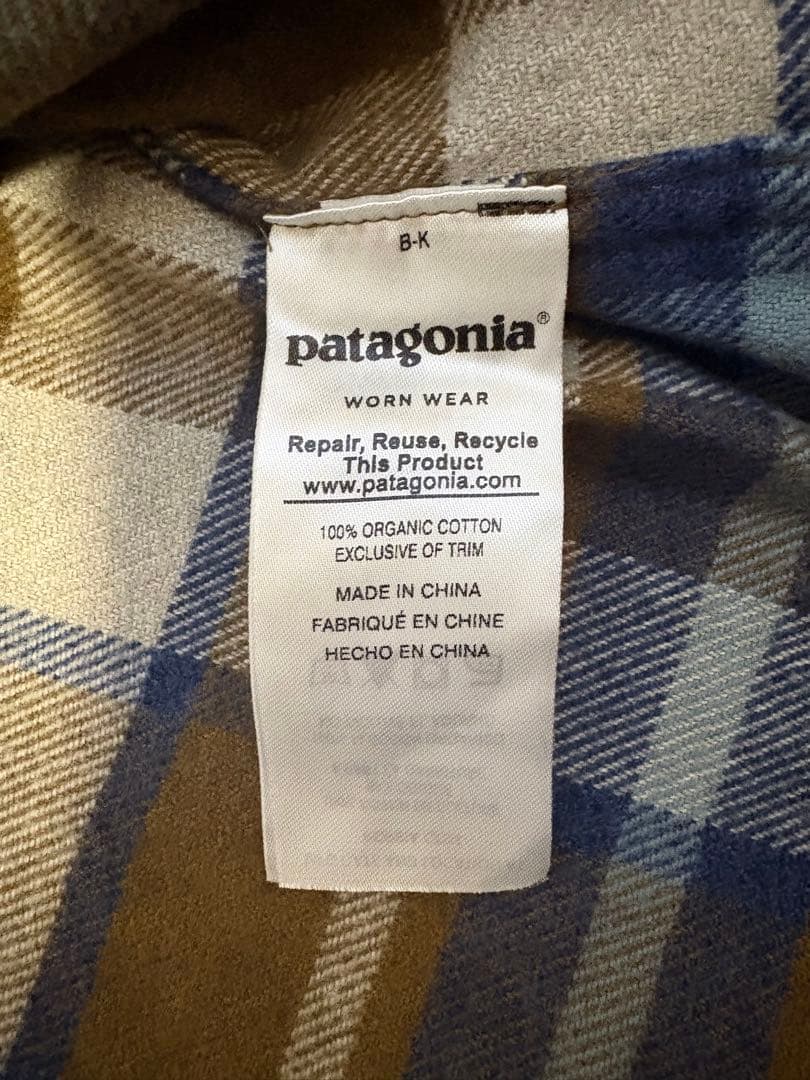 B-K
patagonia®
WORN WEAR
Repair, Reuse, Recycle
This Product
www.patagonia.com
100% ORGANIC COTTON
EXCLUSIVE OF TRIM
MADE IN CHINA
FABRIQUÉ EN CHINE
HECHO EN CHINA